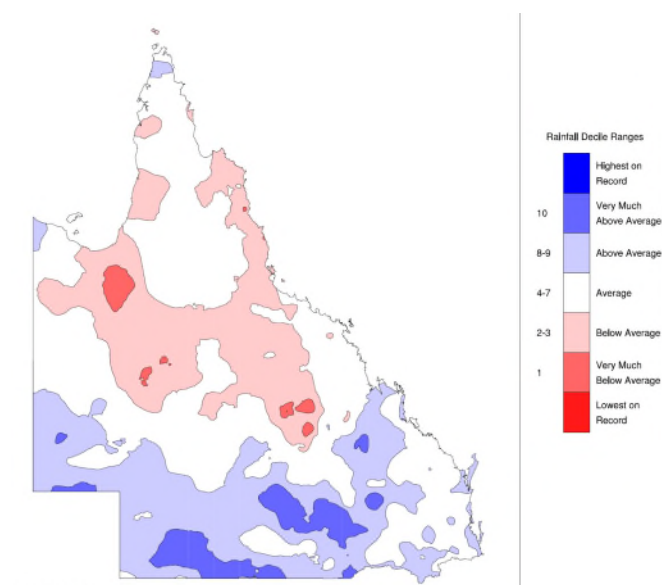 Rainfall Decile Ranges
Highest on
Record
10
Very Much
Above Average
8-9
Above Average
4-7
Average
2-3
Below Average
1
Very Much
Below Average
Lowest on
Record